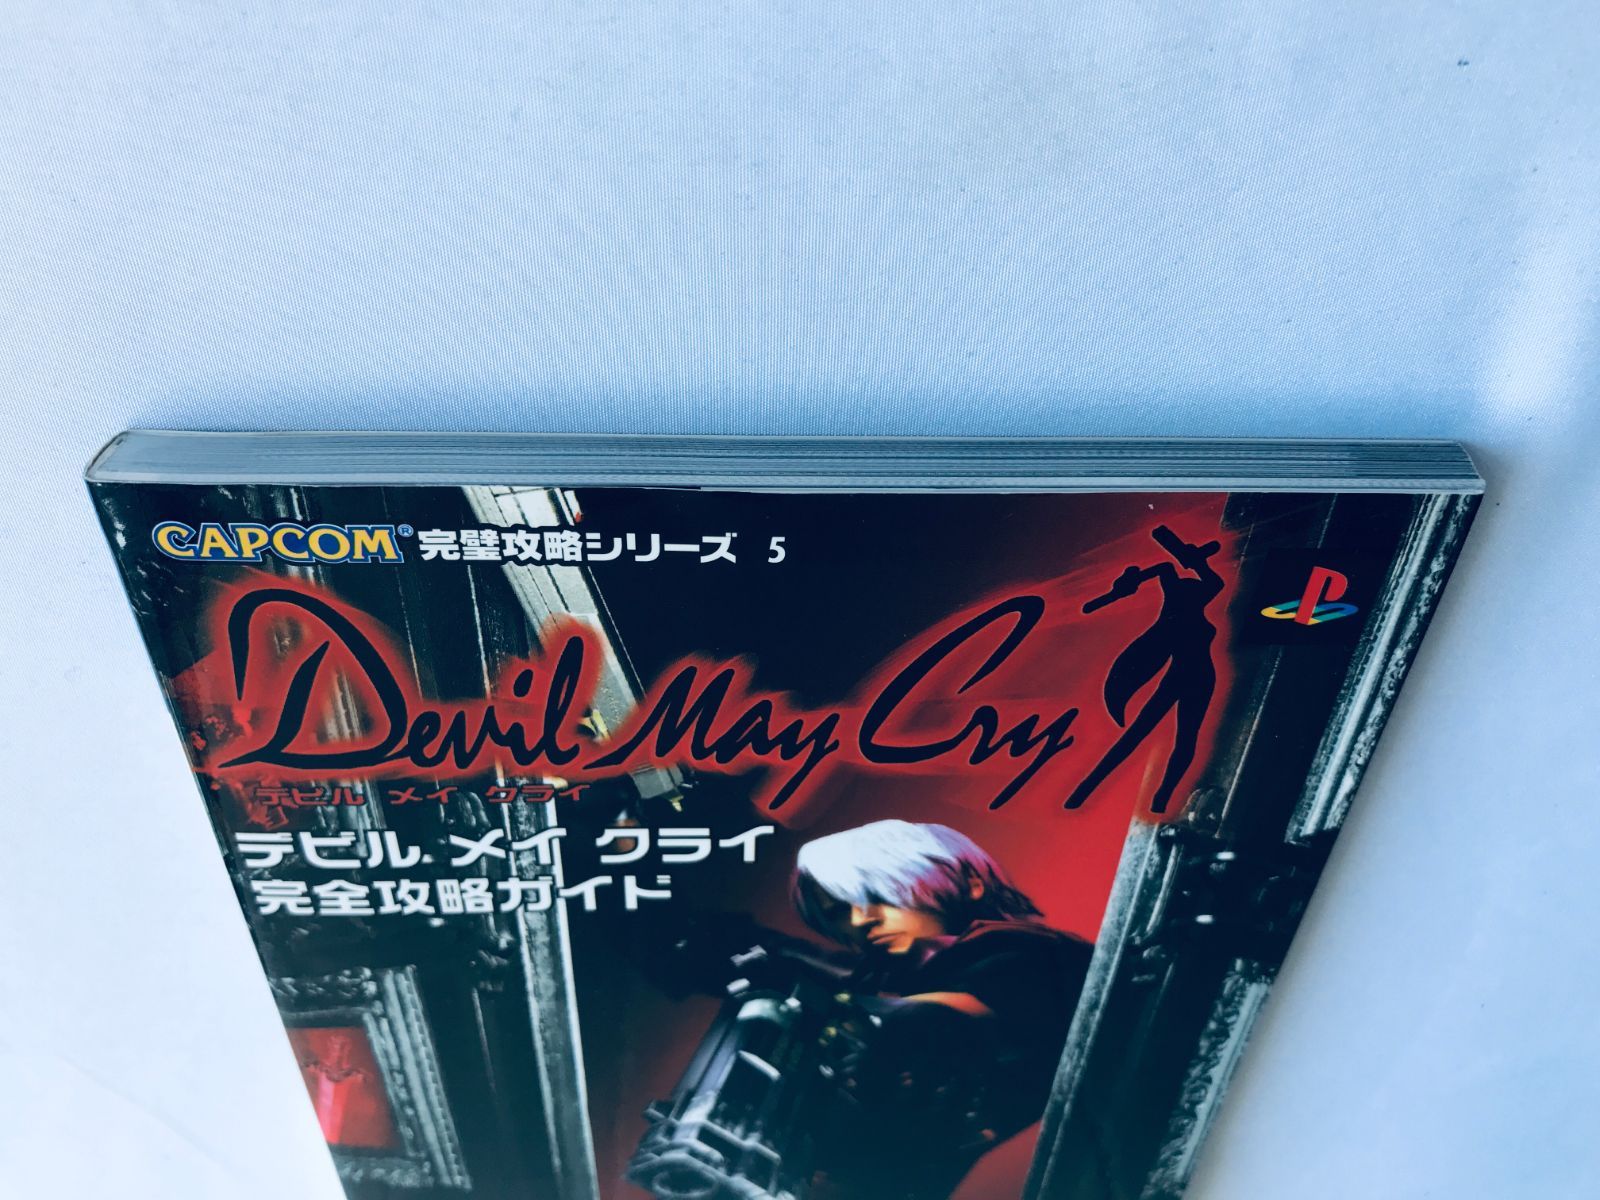 CAPCOM® 完璧攻略シリーズ 5
Devil May Cry
デビル メイ クライ
デビル メイ クライ
完全攻略ガイド